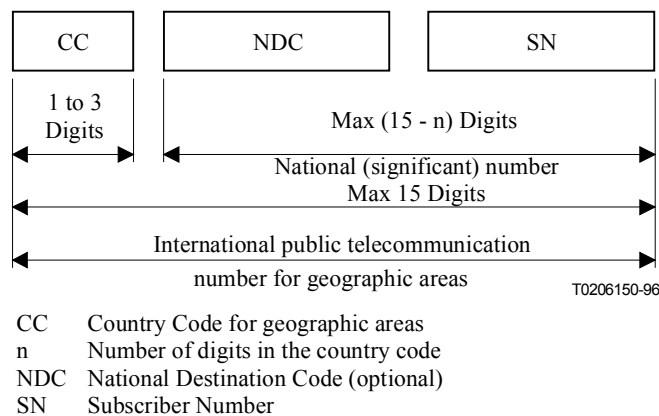 CC NDC SN
1 to 3
Digits
Max (15 - n) Digits
National (significant) number
Max 15 Digits
International public telecommunication
number for geographic areas
T0206150-96
CC Country Code for geographic areas
n Number of digits in the country code
NDC National Destination Code (optional)
SN Subscriber Number